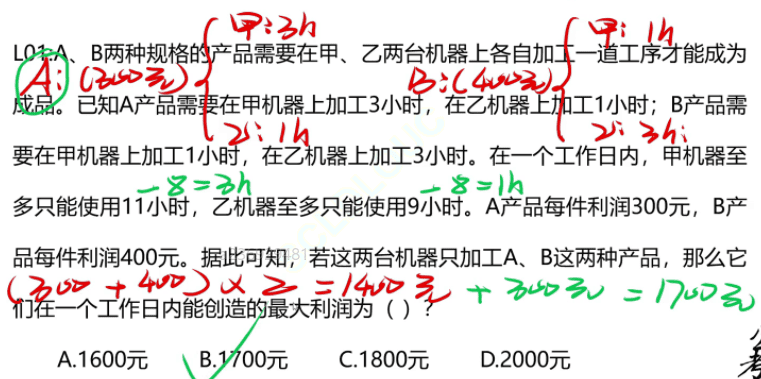 甲:3h 甲:1h
L01.A、B两种规格的产品需要在甲、乙两台机器上各自加工一道工序才能成为
A:(300元) B:(400元)
成品。已知A产品需要在甲机器上加工3小时，在乙机器上加工1小时；B产品需
乙:1h 乙:3h
要在甲机器上加工1小时，在乙机器上加工3小时。在一个工作日内，甲机器至
-8=3h -8=1h
多只能使用11小时，乙机器至多只能使用9小时。A产品每件利润300元，B产
品每件利润400元。据此可知，若这两台机器只加工A、B这两种产品，那么它
(300+400)×2=1400元+300元=1700元
们在一个工作日内能创造的最大利润为（ ）？
A.1600元 B.1700元 C.1800元 D.2000元